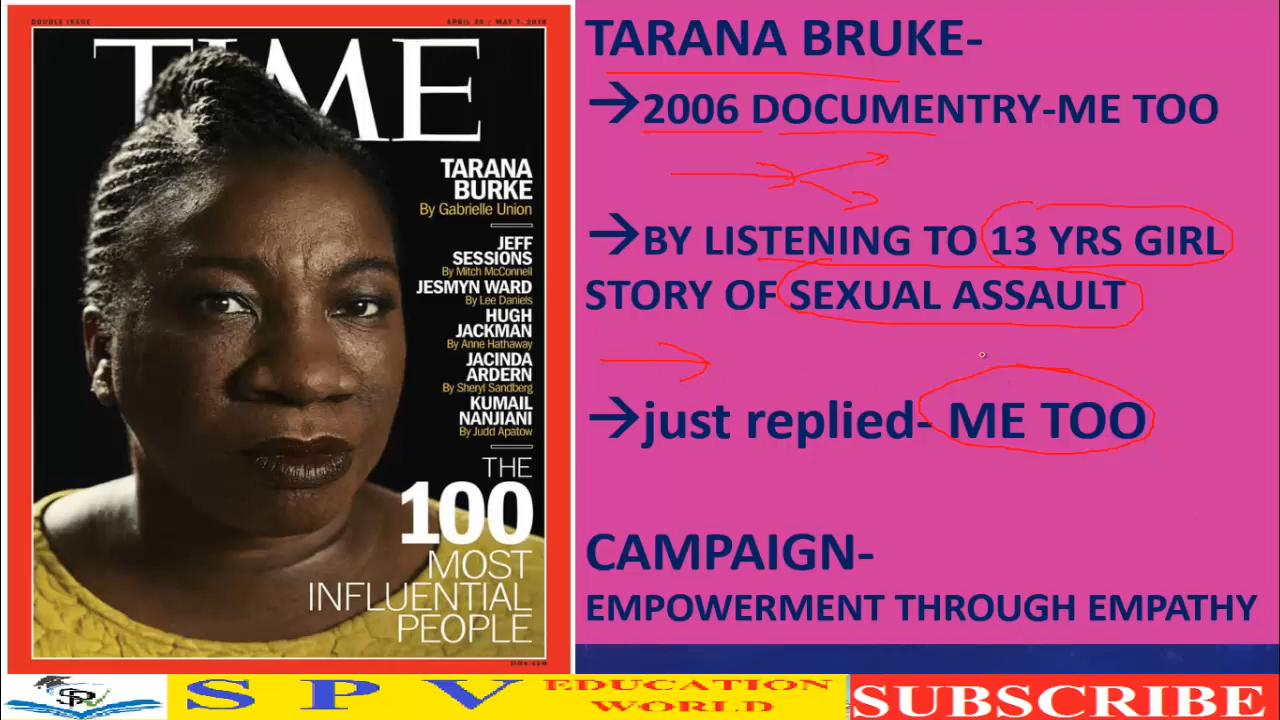 DOUBLE ISSUE
APRIL 30 / MAY 7, 2018
TIME
TARANA
BURKE
By Gabrielle Union
JEFF
SESSIONS
By Mitch McConnell
JESMYN WARD
By Lee Daniels
HUGH
JACKMAN
By Anne Hathaway
JACINDA
ARDERN
By Sheryl Sandberg
KUMAIL
NANJIANI
By Judd Apatow
THE
100
MOST
INFLUENTIAL
PEOPLE
TIME.COM
TARANA BRUKE-
→2006 DOCUMENTRY-ME TOO
→BY LISTENING TO 13 YRS GIRL
STORY OF SEXUAL ASSAULT
→just replied- ME TOO
CAMPAIGN-
EMPOWERMENT THROUGH EMPATHY
SPV
S P V EDUCATION
WORLD
SUBSCRIBE